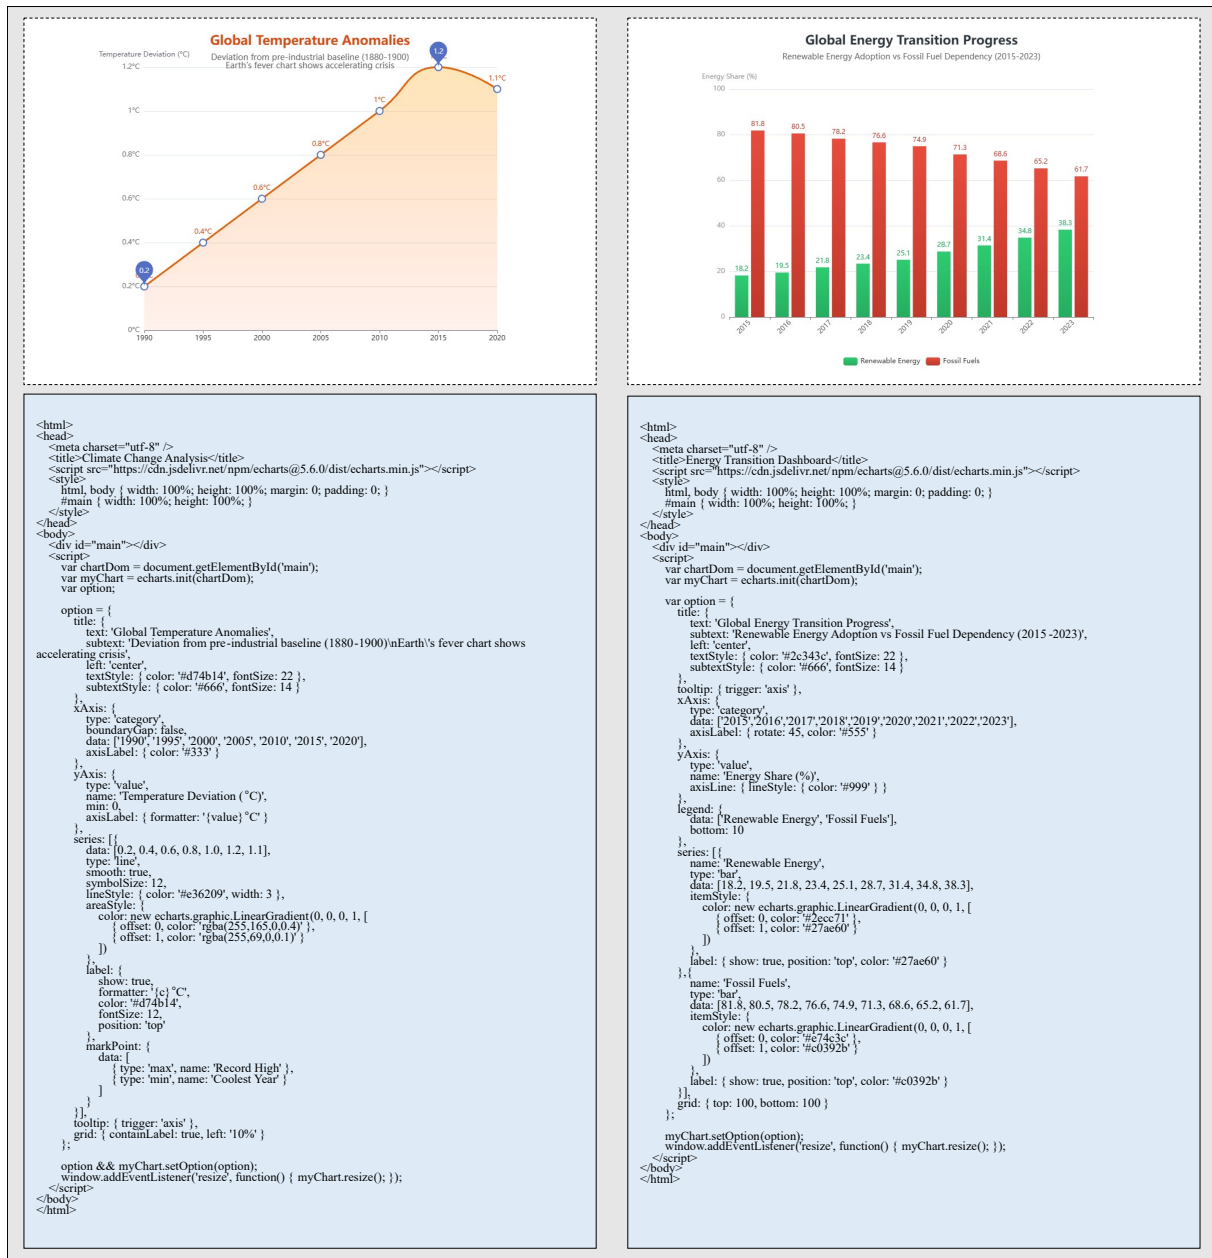 Global Temperature Anomalies
Deviation from pre-industrial baseline (1880-1900)
Earth's fever chart shows accelerating crisis
Temperature Deviation (°C)
1.2°C
1°C
0.8°C
0.6°C
0.4°C
0.2°C
0°C
0.2
0.4°C
0.6°C
0.8°C
1°C
1.2
1.1°C
1990
1995
2000
2005
2010
2015
2020
Global Energy Transition Progress
Renewable Energy Adoption vs Fossil Fuel Dependency (2015-2023)
Energy Share (%)
100
80
60
40
20
0
81.8
80.5
78.2
76.6
74.9
71.3
68.6
65.2
61.7
18.2
19.5
21.8
23.4
25.1
28.7
31.4
34.8
38.3
2015
2016
2017
2018
2019
2020
2021
2022
2023
Renewable Energy
Fossil Fuels
<html>
<head>
<meta charset="utf-8" />
<title>Climate Change Analysis</title>
<script src="https://cdn.jsdelivr.net/npm/echarts@5.6.0/dist/echarts.min.js"></script>
<style>
html, body { width: 100%; height: 100%; margin: 0; padding: 0; }
#main { width: 100%; height: 100%; }
</style>
</head>
<body>
<div id="main"></div>
<script>
var chartDom = document.getElementById('main');
var myChart = echarts.init(chartDom);
var option;
option = {
title: {
text: 'Global Temperature Anomalies',
subtext: 'Deviation from pre-industrial baseline (1880-1900)\nEarth\'s fever chart shows
accelerating crisis',
left: 'center',
textStyle: { color: '#d74b14', fontSize: 22 },
subtextStyle: { color: '#666', fontSize: 14 }
},
xAxis: {
type: 'category',
boundaryGap: false,
data: ['1990', '1995', '2000', '2005', '2010', '2015', '2020'],
axisLabel: { color: '#333' }
},
yAxis: {
type: 'value',
name: 'Temperature Deviation (°C)',
min: 0,
axisLabel: { formatter: '{value}°C' }
},
series: [{
data: [0.2, 0.4, 0.6, 0.8, 1.0, 1.2, 1.1],
type: 'line',
smooth: true,
symbolSize: 12,
lineStyle: { color: '#e36209', width: 3 },
areaStyle: {
color: new echarts.graphic.LinearGradient(0, 0, 0, 1, [
{ offset: 0, color: 'rgba(255,165,0,0.4)' },
{ offset: 1, color: 'rgba(255,69,0,0.1)' }
])
},
label: {
show: true,
formatter: '{c}°C',
color: '#d74b14',
fontSize: 12,
position: 'top'
},
markPoint: {
data: [
{ type: 'max', name: 'Record High' },
{ type: 'min', name: 'Coolest Year' }
]
}
}],
tooltip: { trigger: 'axis' },
grid: { containLabel: true, left: '10%' }
};
option && myChart.setOption(option);
window.addEventListener('resize', function() { myChart.resize(); });
</script>
</body>
</html>
<html>
<head>
<meta charset="utf-8" />
<title>Energy Transition Dashboard</title>
<script src="https://cdn.jsdelivr.net/npm/echarts@5.6.0/dist/echarts.min.js"></script>
<style>
html, body { width: 100%; height: 100%; margin: 0; padding: 0; }
#main { width: 100%; height: 100%; }
</style>
</head>
<body>
<div id="main"></div>
<script>
var chartDom = document.getElementById('main');
var myChart = echarts.init(chartDom);
var option = {
title: {
text: 'Global Energy Transition Progress',
subtext: 'Renewable Energy Adoption vs Fossil Fuel Dependency (2015-2023)',
left: 'center',
textStyle: { color: '#2c343c', fontSize: 22 },
subtextStyle: { color: '#666', fontSize: 14 }
},
tooltip: { trigger: 'axis' },
xAxis: {
type: 'category',
data: ['2015','2016','2017','2018','2019','2020','2021','2022','2023'],
axisLabel: { rotate: 45, color: '#555' }
},
yAxis: {
type: 'value',
name: 'Energy Share (%)',
axisLine: { lineStyle: { color: '#999' } }
},
legend: {
data: ['Renewable Energy', 'Fossil Fuels'],
bottom: 10
},
series: [{
name: 'Renewable Energy',
type: 'bar',
data: [18.2, 19.5, 21.8, 23.4, 25.1, 28.7, 31.4, 34.8, 38.3],
itemStyle: {
color: new echarts.graphic.LinearGradient(0, 0, 0, 1, [
{ offset: 0, color: '#2ecc71' },
{ offset: 1, color: '#27ae60' }
])
},
label: { show: true, position: 'top', color: '#27ae60' }
},{
name: 'Fossil Fuels',
type: 'bar',
data: [81.8, 80.5, 78.2, 76.6, 74.9, 71.3, 68.6, 65.2, 61.7],
itemStyle: {
color: new echarts.graphic.LinearGradient(0, 0, 0, 1, [
{ offset: 0, color: '#e74c3c' },
{ offset: 1, color: '#c0392b' }
])
},
label: { show: true, position: 'top', color: '#c0392b' }
}],
grid: { top: 100, bottom: 100 }
};
myChart.setOption(option);
window.addEventListener('resize', function() { myChart.resize(); });
</script>
</body>
</html>